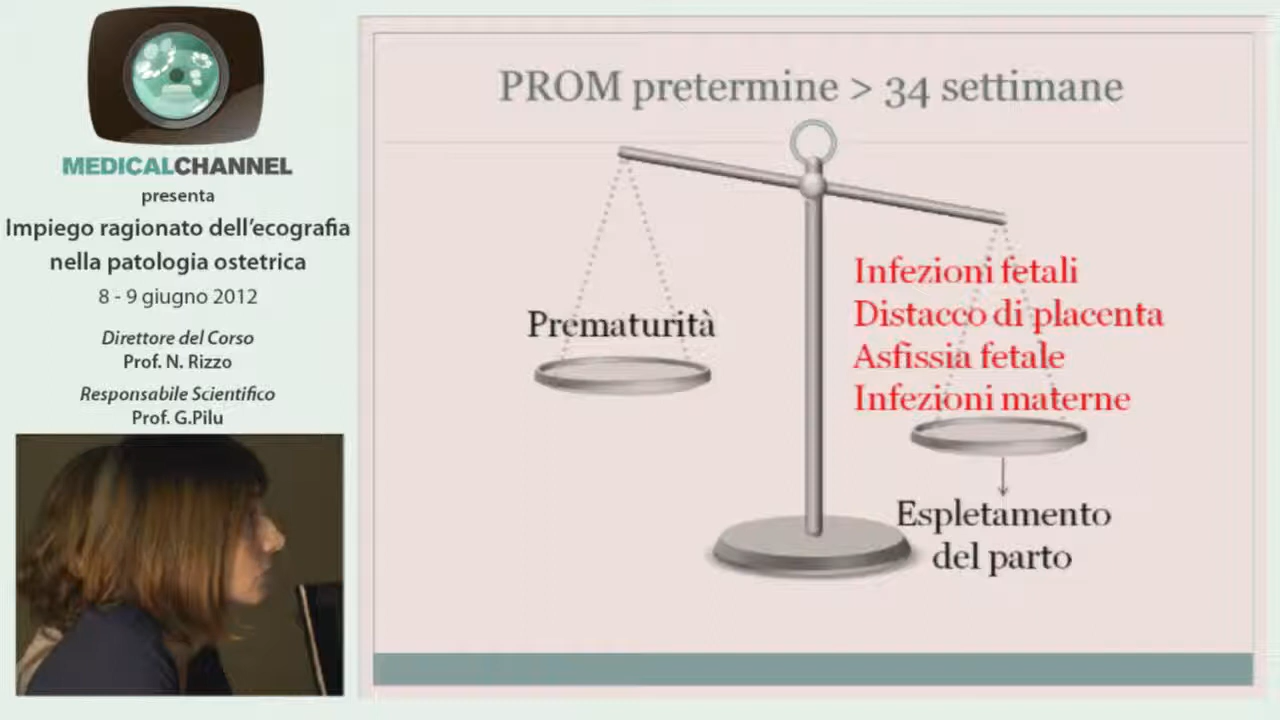 MEDICALCHANNEL
presenta
Impiego ragionato dell'ecografia
nella patologia ostetrica
8 - 9 giugno 2012
Direttore del Corso
Prof. N. Rizzo
Responsabile Scientifico
Prof. G.Pilu
PROM pretermine > 34 settimane
Prematurità
Infezioni fetali
Distacco di placenta
Asfissia fetale
Infezioni materne
Espletamento
del parto